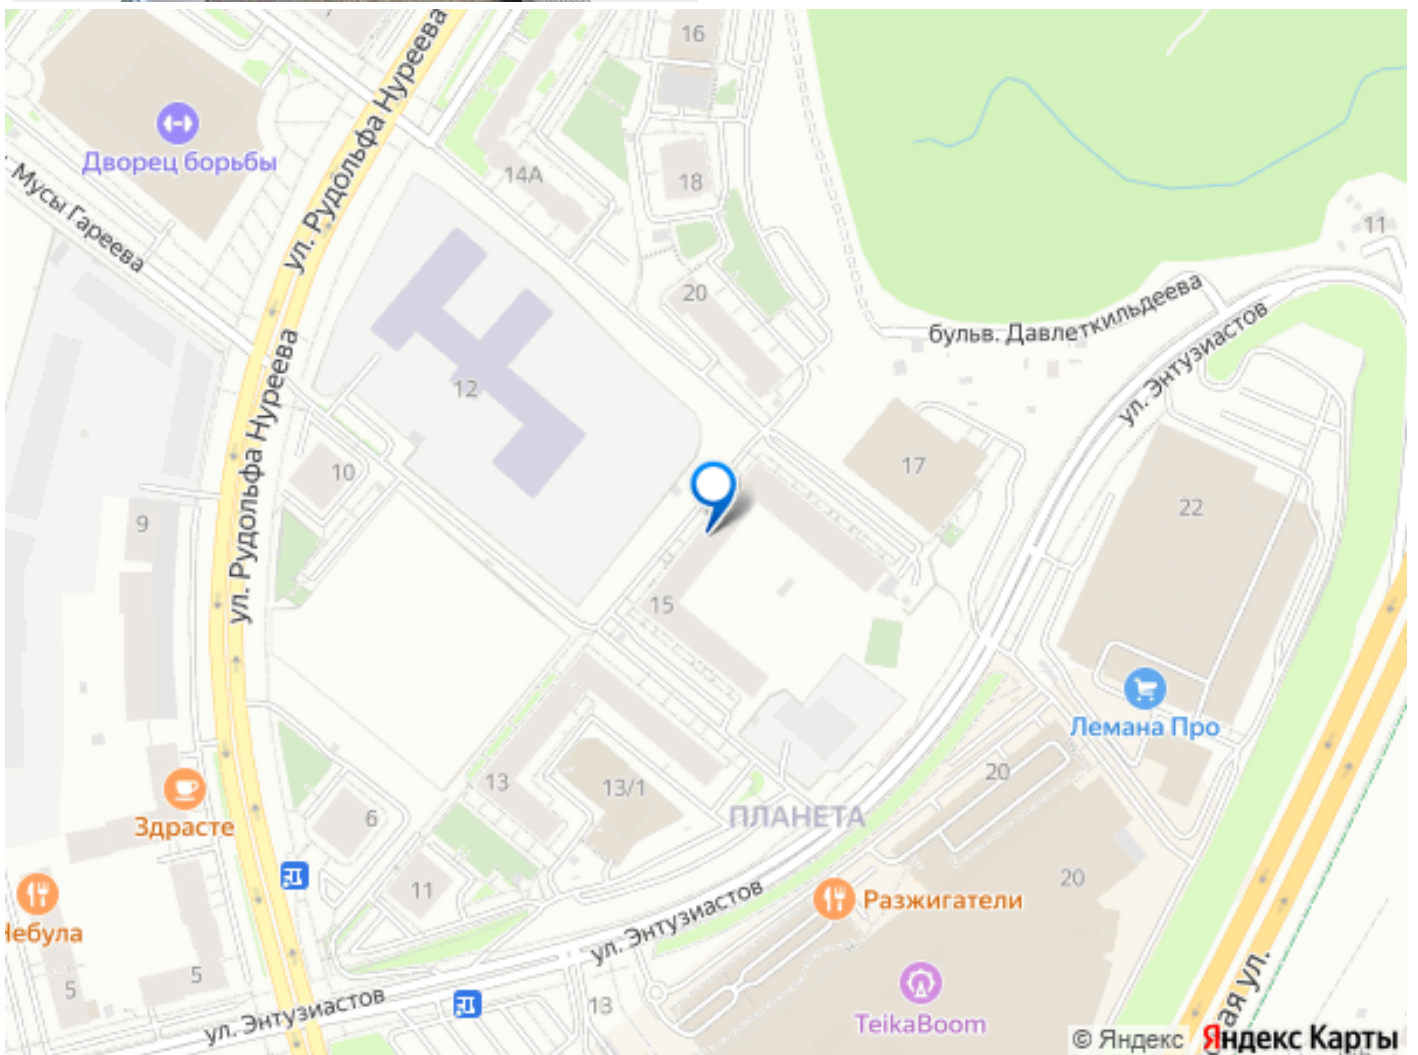 ул. Рудольфа Нуреева
16
Дворец борьбы
14А
18
Мусы Гареева
11
20
бульв. Давлеткильдеева
ул. Энтузиастов
ул. Рудольфа Нуреева
12
10
17
22
9
15
Лемана Про
20
13
13/1
ПЛАНЕТА
6
Здрасте
11
20
Разжигатели
Небула
ул. Энтузиастов
5
5
13
ул. Энтузиастов
TeikaBoom
ая ул.
© Яндекс Яндекс Карты